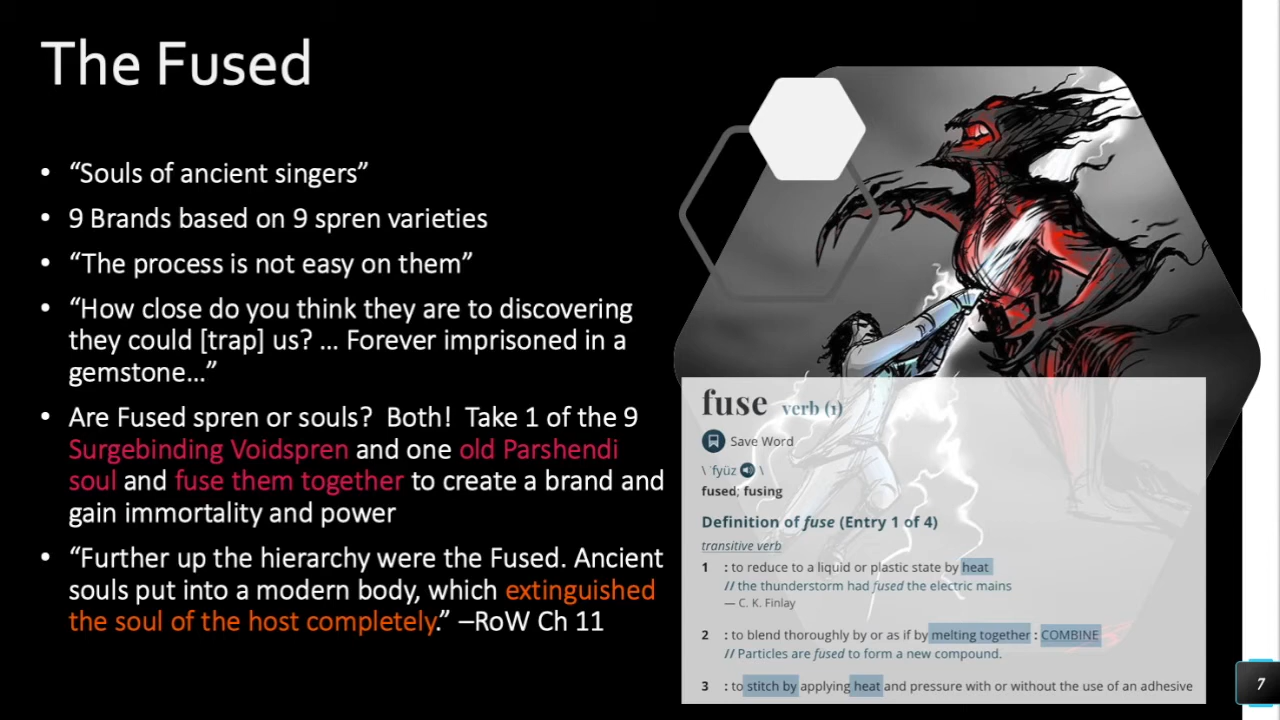 The Fused
• “Souls of ancient singers”
• 9 Brands based on 9 spren varieties
• “The process is not easy on them”
• “How close do you think they are to discovering
they could [trap] us? … Forever imprisoned in a
gemstone…”
• Are Fused spren or souls?  Both!  Take 1 of the 9
Surgebinding Voidspren and one old Parshendi
soul and fuse them together to create a brand and
gain immortality and power
• “Further up the hierarchy were the Fused. Ancient
souls put into a modern body, which extinguished
the soul of the host completely.” –RoW Ch 11
fuse verb (1)
Save Word
\ ˈfyüz \
fused; fusing
Definition of fuse (Entry 1 of 4)
transitive verb
1 : to reduce to a liquid or plastic state by heat
// the thunderstorm had fused the electric mains
— C. K. Finlay
2 : to blend thoroughly by or as if by melting together : COMBINE
// Particles are fused to form a new compound.
3 : to stitch by applying heat and pressure with or without the use of an adhesive
7